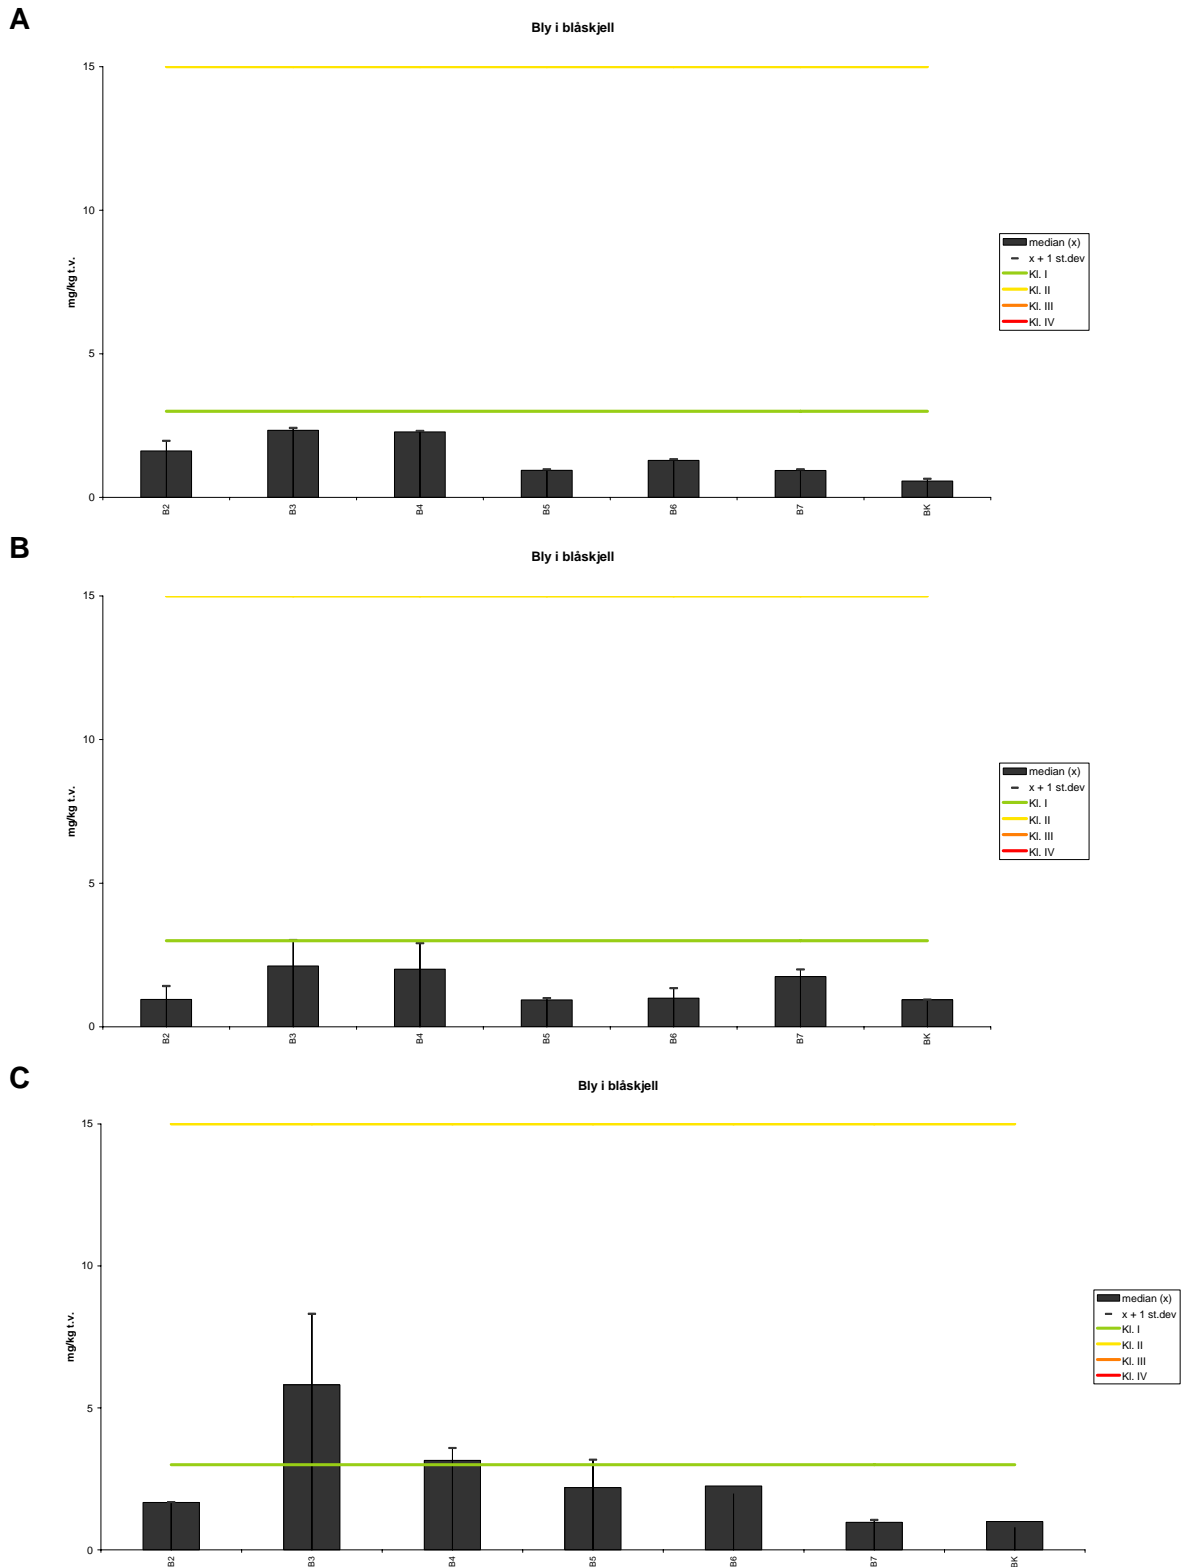 A
Bly i blåskjell
15
10
5
0
mg/kg t.v.
B2
B3
B4
B5
B6
B7
BK
median (x)
x + 1 st.dev
Kl. I
Kl. II
Kl. III
Kl. IV
B
Bly i blåskjell
15
10
5
0
mg/kg t.v.
B2
B3
B4
B5
B6
B7
BK
median (x)
x + 1 st.dev
Kl. I
Kl. II
Kl. III
Kl. IV
C
Bly i blåskjell
15
10
5
0
mg/kg t.v.
B2
B3
B4
B5
B6
B7
BK
median (x)
x + 1 st.dev
Kl. I
Kl. II
Kl. III
Kl. IV